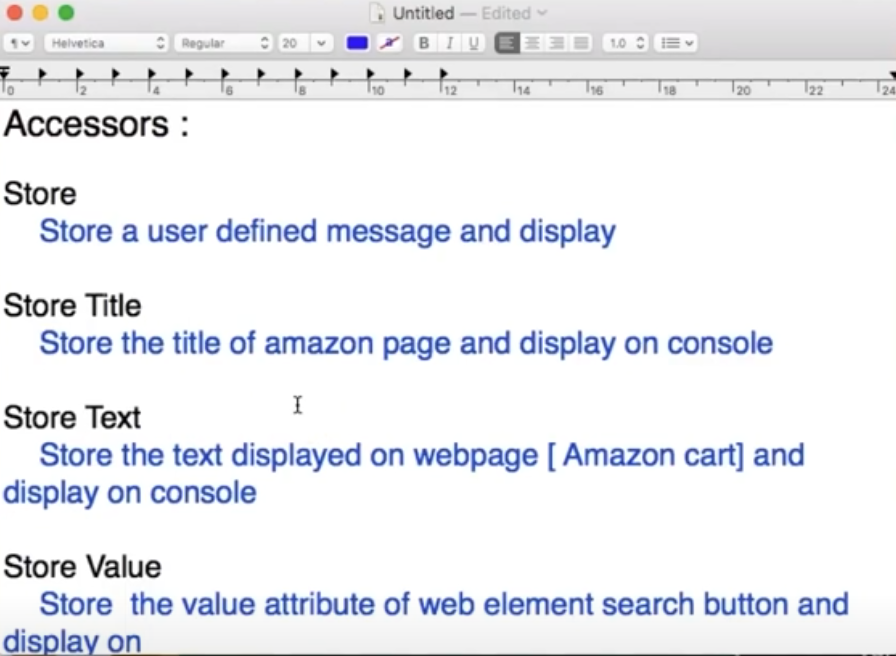 Untitled — Edited
¶ Helvetica Regular 20 a B I U 1.0
0 2 4 6 8 10 12 14 16 18 20 22 24
Accessors :
Store
Store a user defined message and display
Store Title
Store the title of amazon page and display on console
Store Text
Store the text displayed on webpage [ Amazon cart] and
display on console
Store Value
Store the value attribute of web element search button and
display on